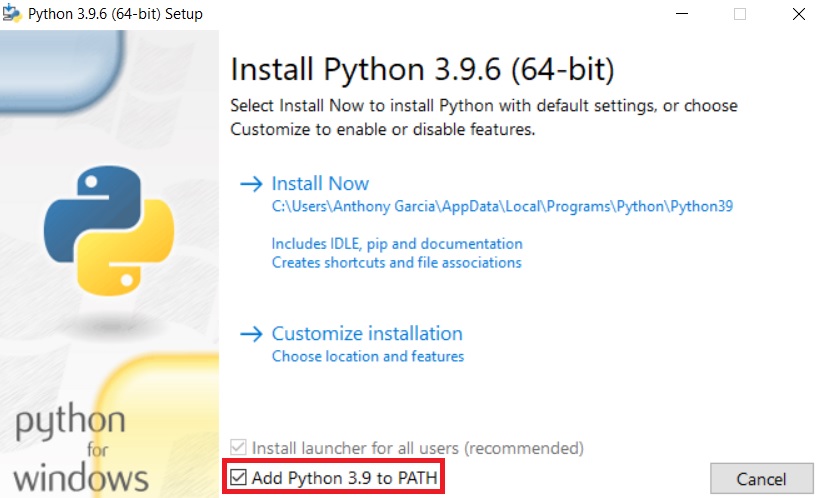 Python 3.9.6 (64-bit) Setup
Install Python 3.9.6 (64-bit)
Select Install Now to install Python with default settings, or choose
Customize to enable or disable features.
Install Now
C:\Users\Anthony Garcia\AppData\Local\Programs\Python\Python39
Includes IDLE, pip and documentation
Creates shortcuts and file associations
Customize installation
Choose location and features
python
for
windows
Install launcher for all users (recommended)
Add Python 3.9 to PATH
Cancel